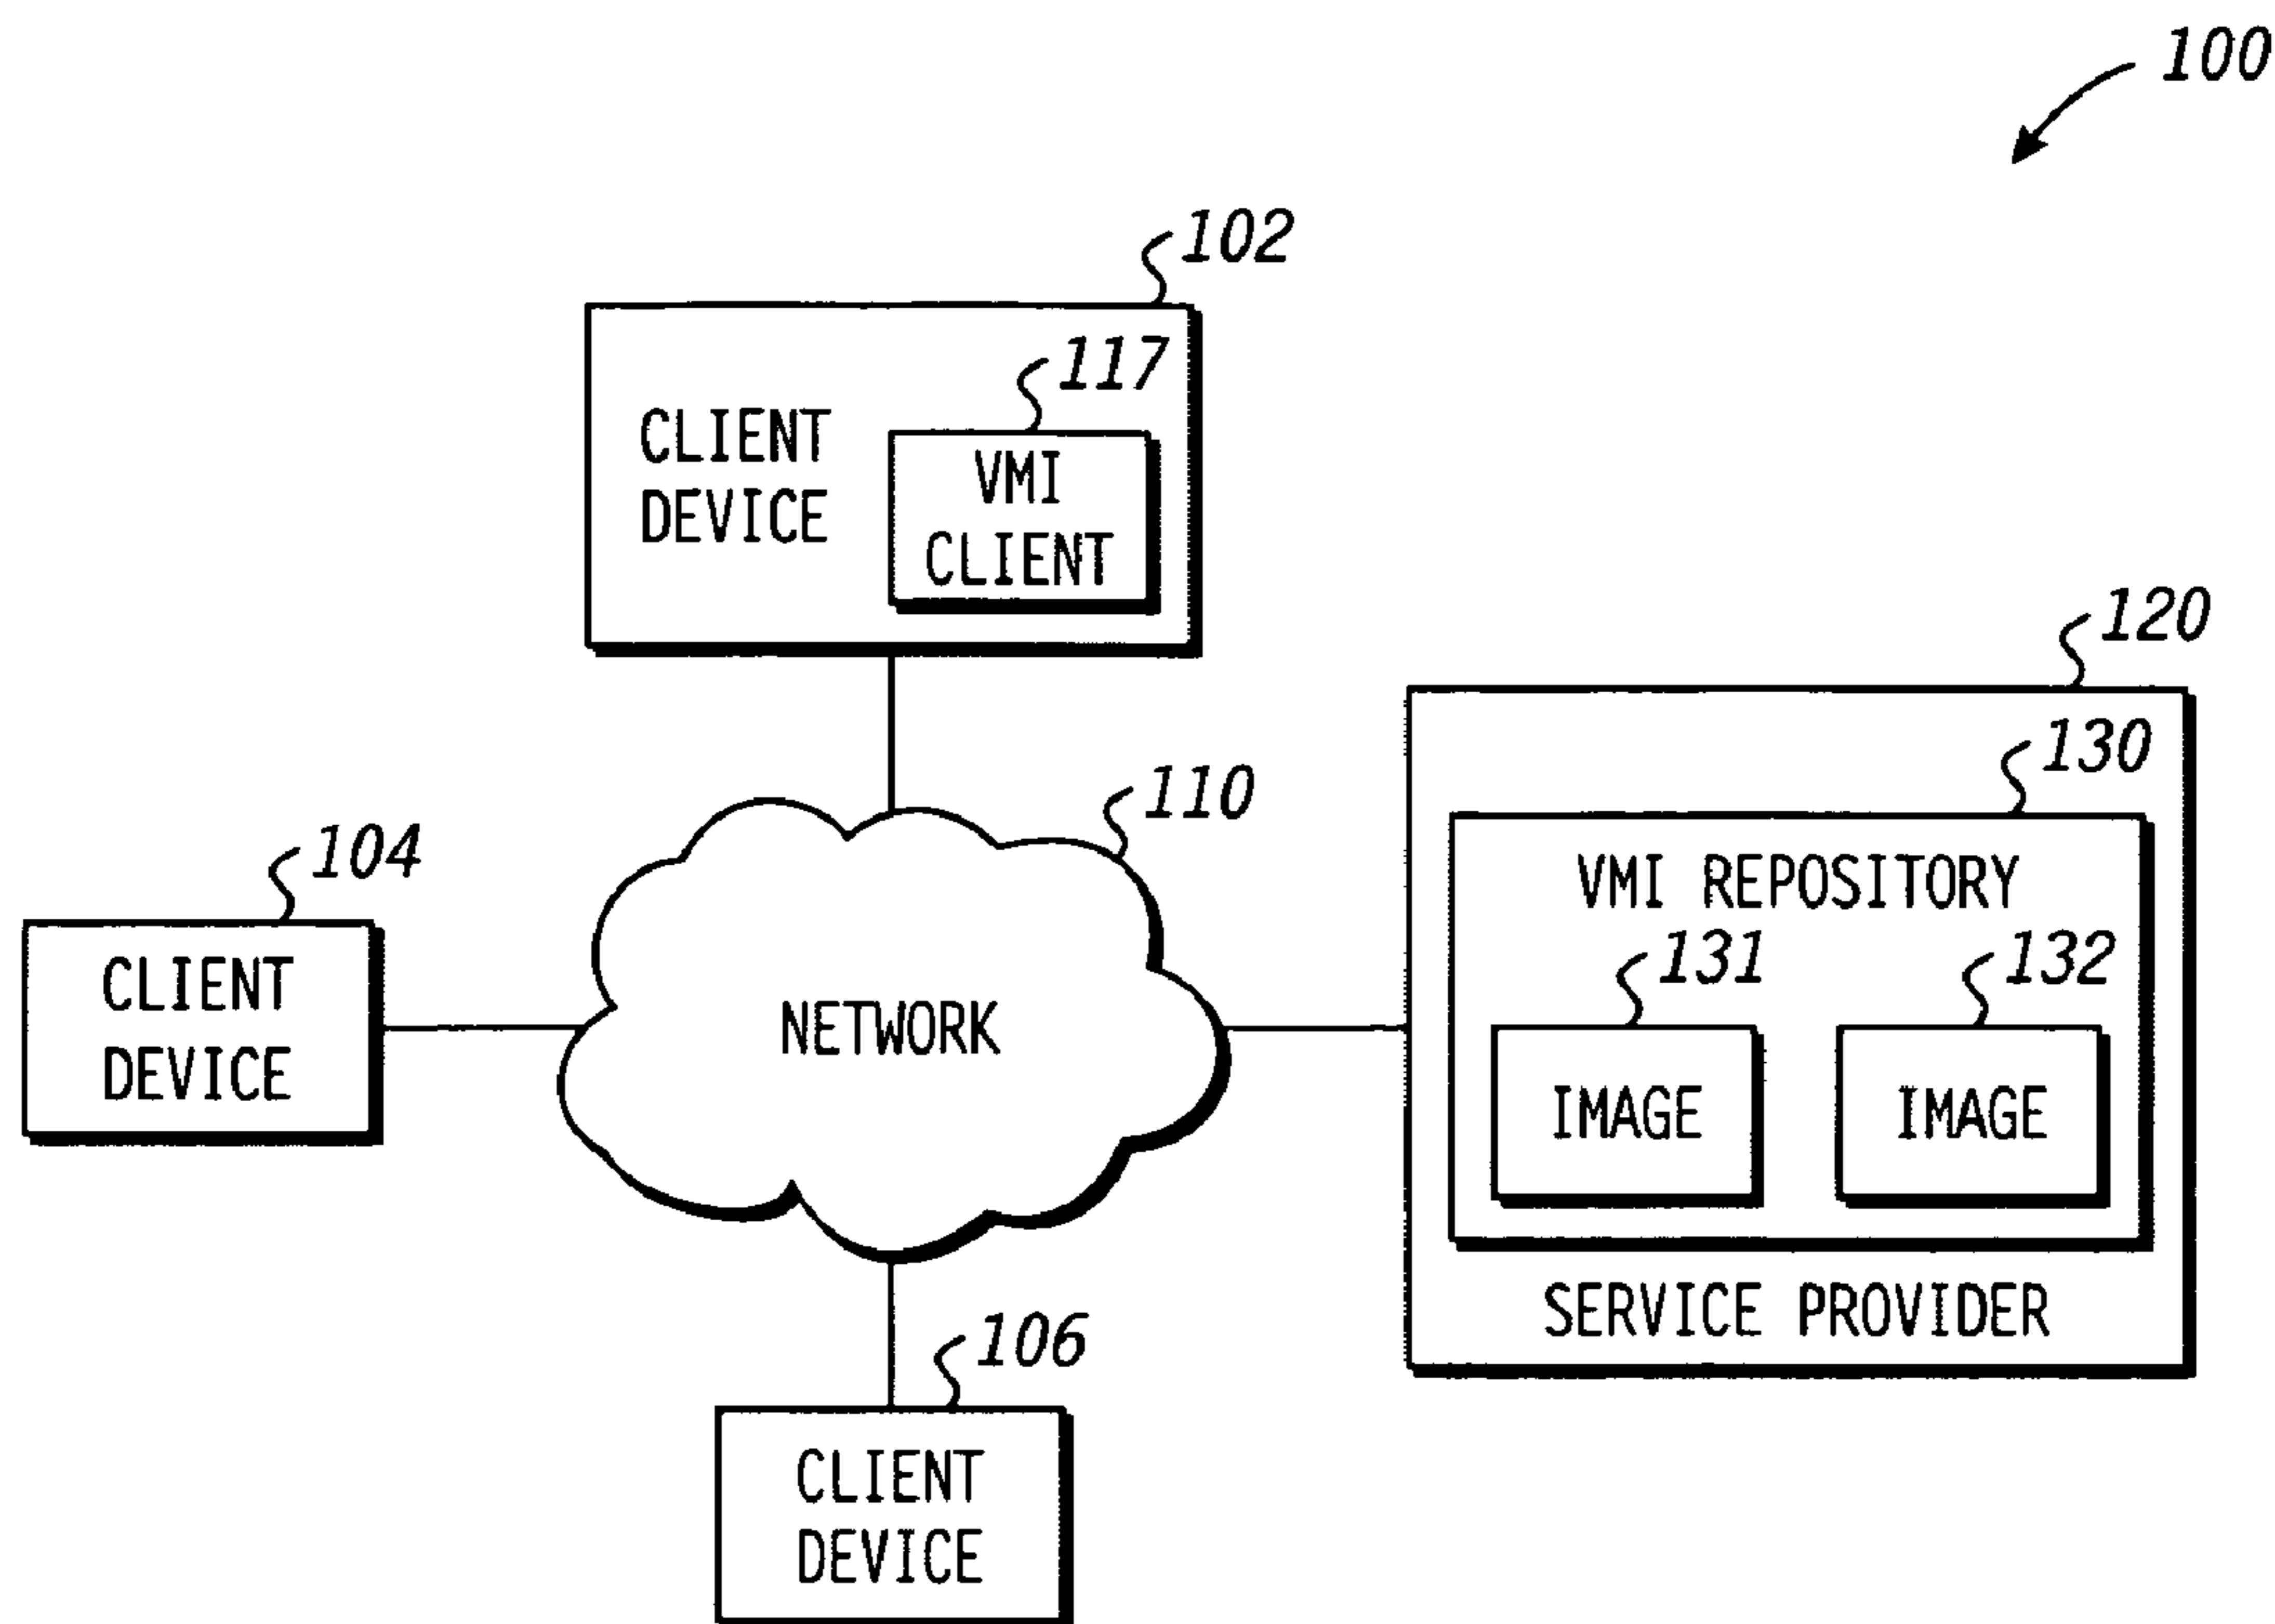 100
102
117
CLIENT
DEVICE
VMI
CLIENT
120
130
110
VMI REPOSITORY
104
131
132
CLIENT
DEVICE
NETWORK
IMAGE
IMAGE
SERVICE PROVIDER
106
CLIENT
DEVICE